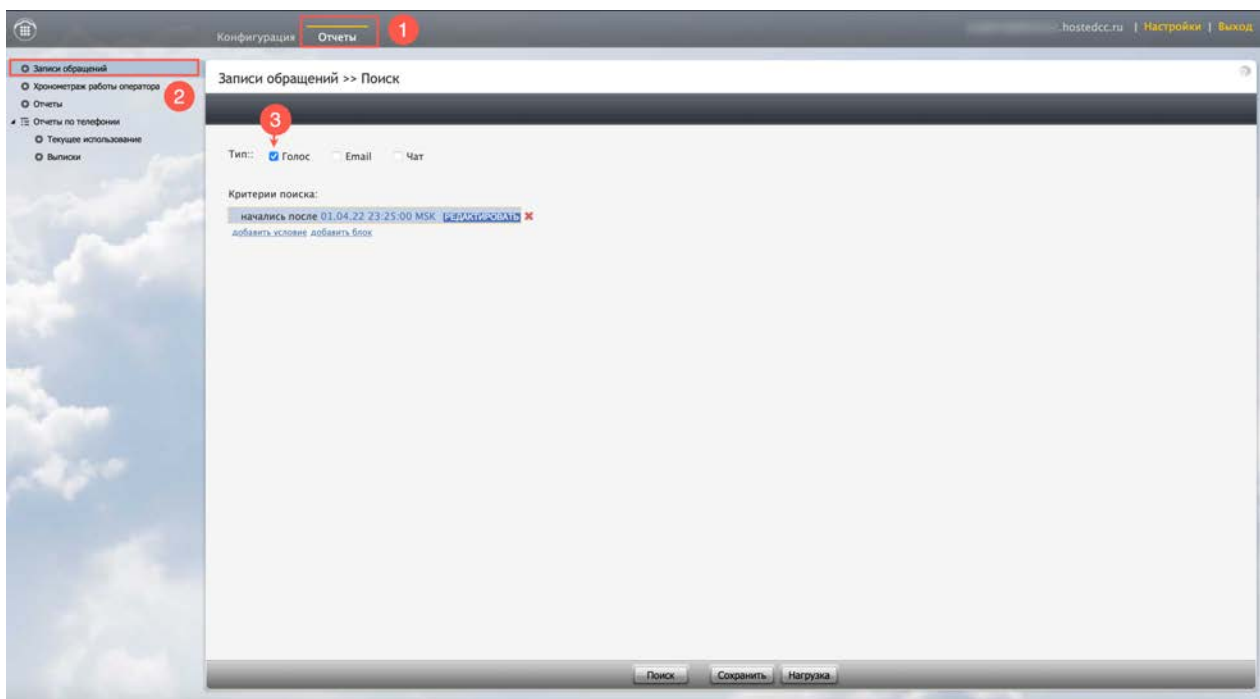 Конфигурация Отчеты 1 .hostedcc.ru | Настройки | Выход
Записи обращений
Хронометраж работы оператора
2
Отчеты
Отчеты по телефонии
Текущее использование
Выписки
Записи обращений >> Поиск
3
Тип:: Голос Email Чат
Критерии поиска:
начались после 01.04.22 23:25:00 MSK РЕДАКТИРОВАТЬ
добавить условие добавить блок
Поиск Сохранить Нагрузка